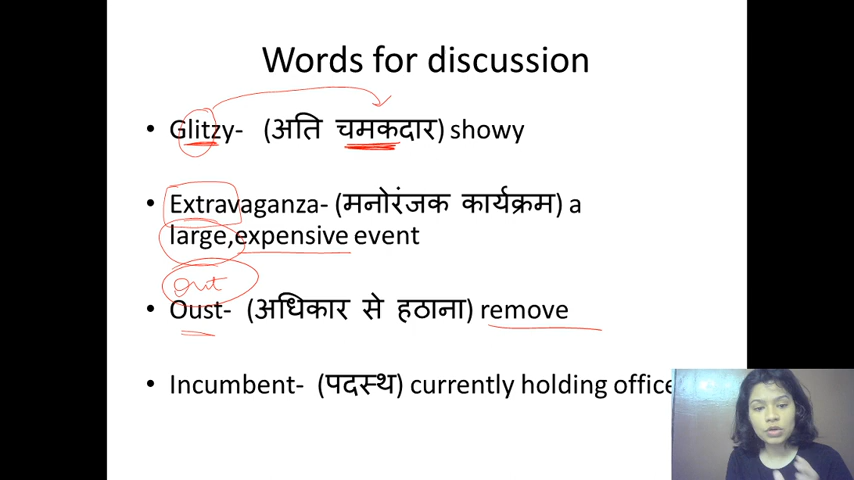 Words for discussion
• Glitzy- (अति चमकदार) showy
• Extravaganza- (मनोरंजक कार्यक्रम) a
large,expensive event
out
• Oust- (अधिकार से हठाना) remove
• Incumbent- (पदस्थ) currently holding office